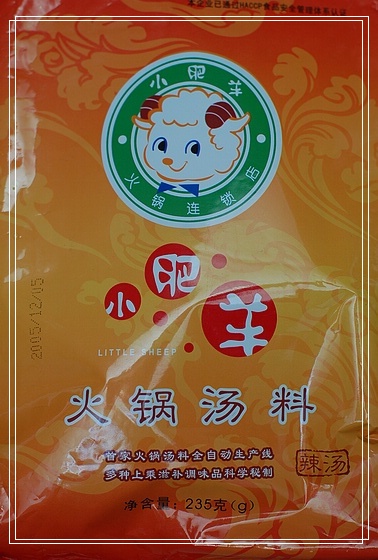 本企业已通过HACCP食品安全管理体系认证
小肥羊
火锅连锁店
小肥羊
LITTLE SHEEP
2005/12/05
火锅汤料
首家火锅汤料全自动生产线
多种上乘滋补调味品科学秘制
辣汤
净含量：235克(g)